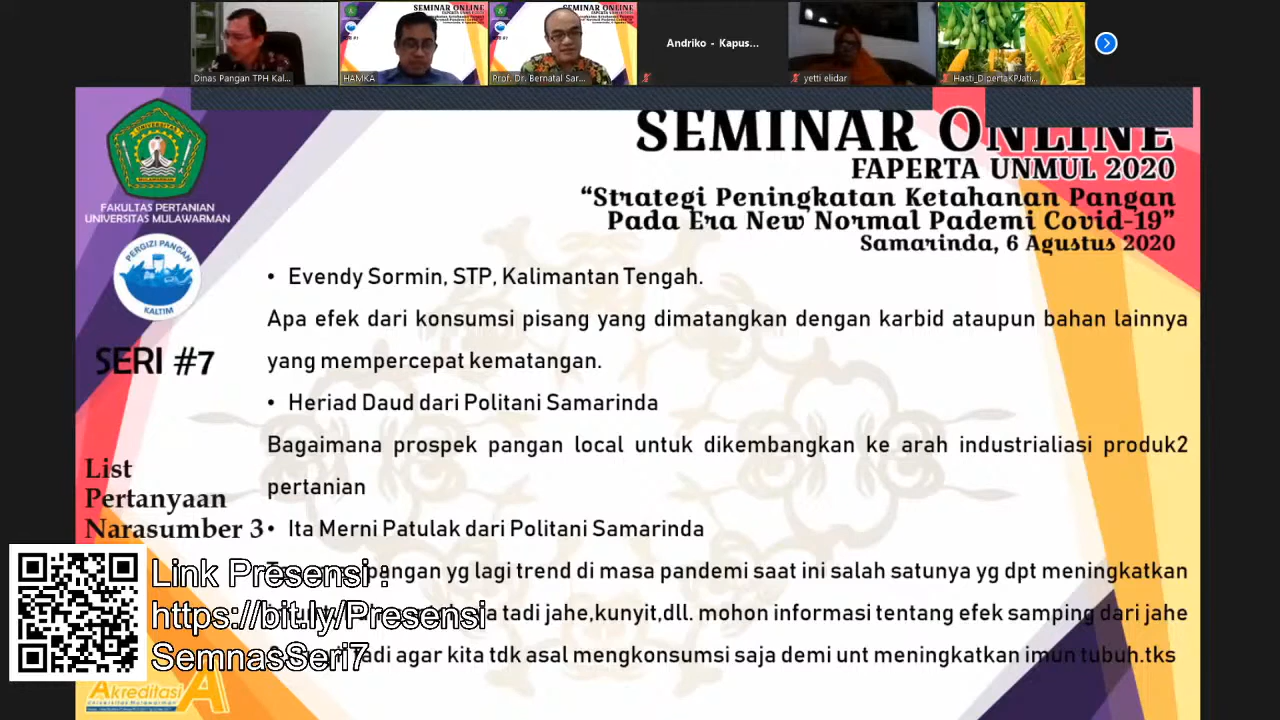 Dinas Pangan TPH Kal...
HAMKA
Prof. Dr. Bernatal Sar...
Andriko - Kapus...
yetti elidar
Hasti_DipertaKPJati...
SEMINAR ONLINE
FAPERTA UNMUL 2020
“Strategi Peningkatan Ketahanan Pangan
Pada Era New Normal Pademi Covid-19”
Samarinda, 6 Agustus 2020
FAKULTAS PERTANIAN
UNIVERSITAS MULAWARMAN
PERGIZI PANGAN
KALTIM
SERI #7
List
Pertanyaan
Narasumber 3
• Evendy Sormin, STP, Kalimantan Tengah.
Apa efek dari konsumsi pisang yang dimatangkan dengan karbid ataupun bahan lainnya
yang mempercepat kematangan.
• Heriad Daud dari Politani Samarinda
Bagaimana prospek pangan local untuk dikembangkan ke arah industrialiasi produk2
pertanian
• Ita Merni Patulak dari Politani Samarinda
pangan yg lagi trend di masa pandemi saat ini salah satunya yg dpt meningkatkan
tadi jahe,kunyit,dll. mohon informasi tentang efek samping dari jahe
agar kita tdk asal mengkonsumsi saja demi unt meningkatkan imun tubuh.tks
Link Presensi :
https://bit.ly/Presensi
SemnasSeri7
Akreditasi A
Universitas Mulawarman